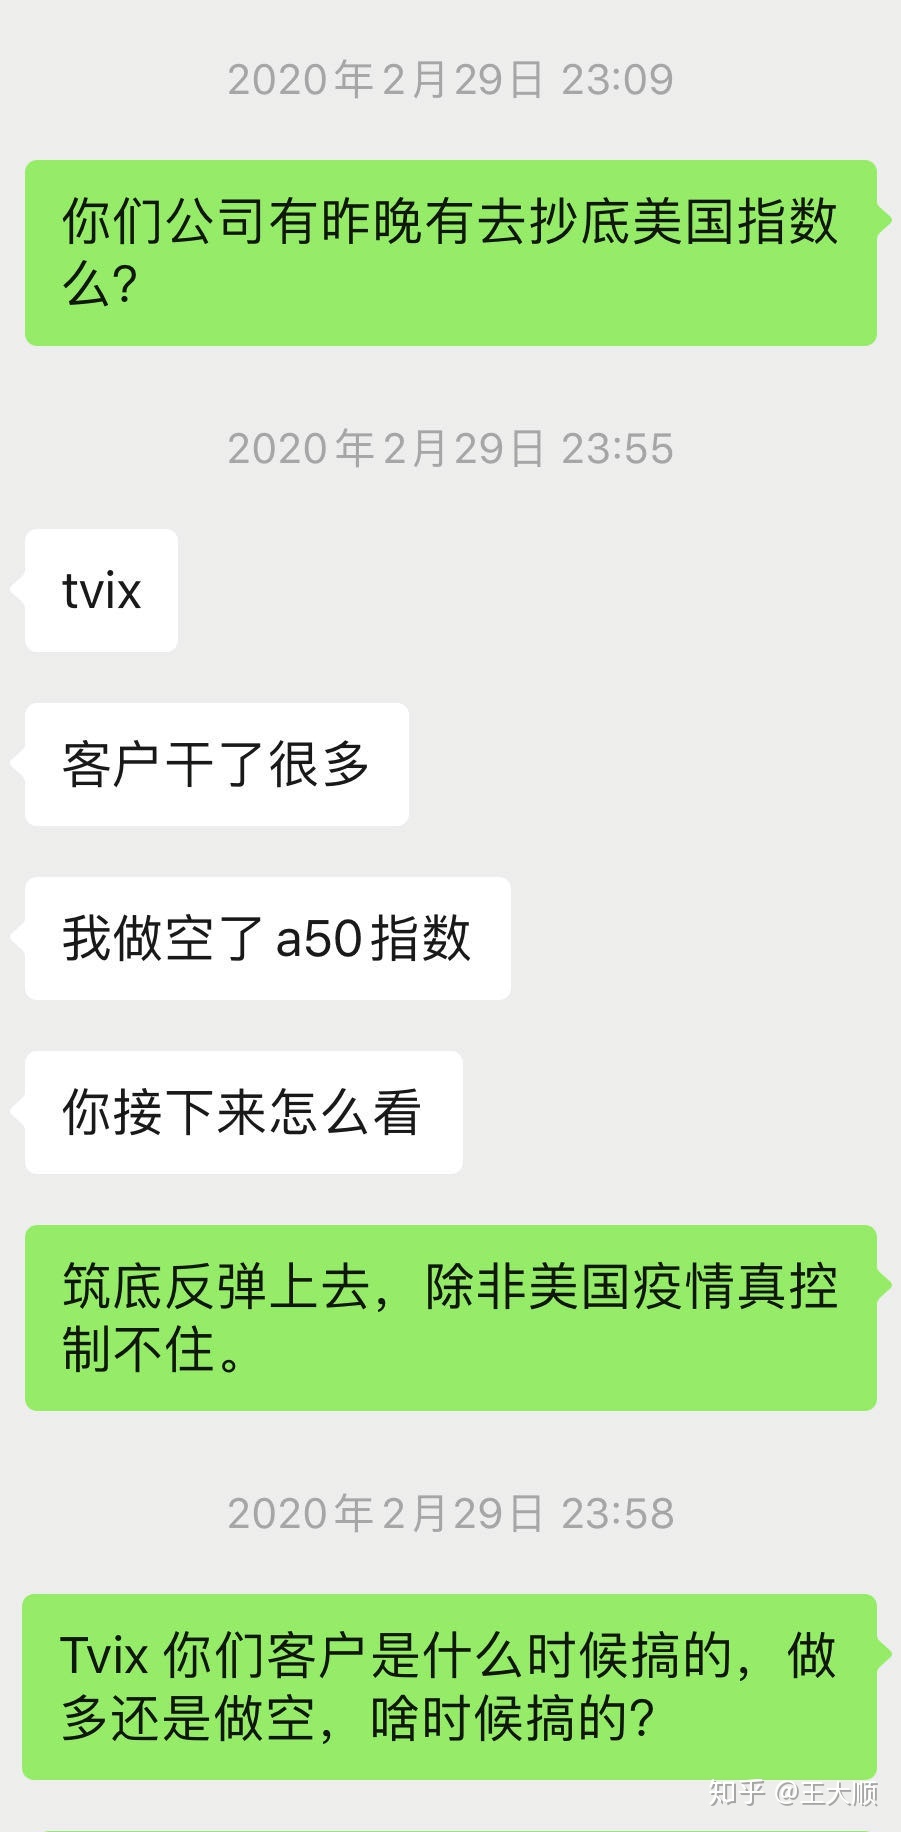 2020年2月29日 23:09
你们公司有昨晚有去抄底美国指数
么?
2020年2月29日 23:55
tvix
客户干了很多
我做空了a50指数
你接下来怎么看
筑底反弹上去，除非美国疫情真控
制不住。
2020年2月29日 23:58
Tvix 你们客户是什么时候搞的，做
多还是做空，啥时候搞的?
知乎 @王大顺